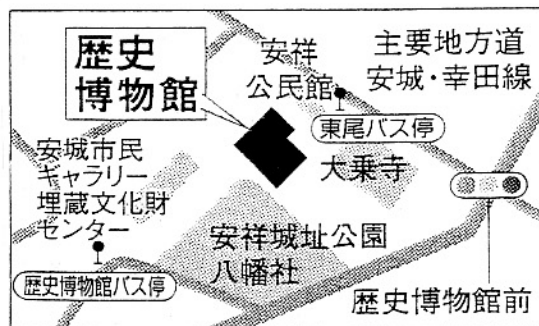 歴史
博物館
安祥
公民館
主要地方道
安城・幸田線
東尾バス停
大乗寺
安城市民
ギャラリー
埋蔵文化財
センター
歴史博物館バス停
安祥城址公園
八幡社
歴史博物館前